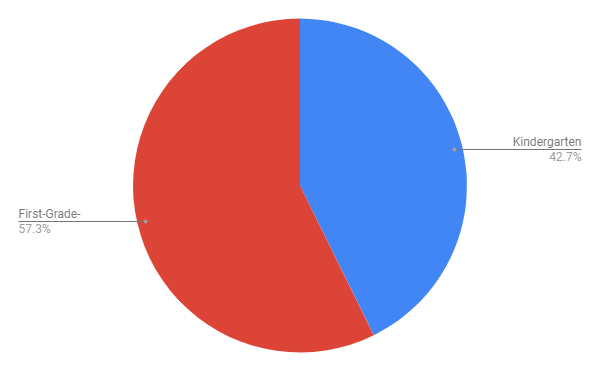 Kindergarten
42.7%
First-Grade-
57.3%